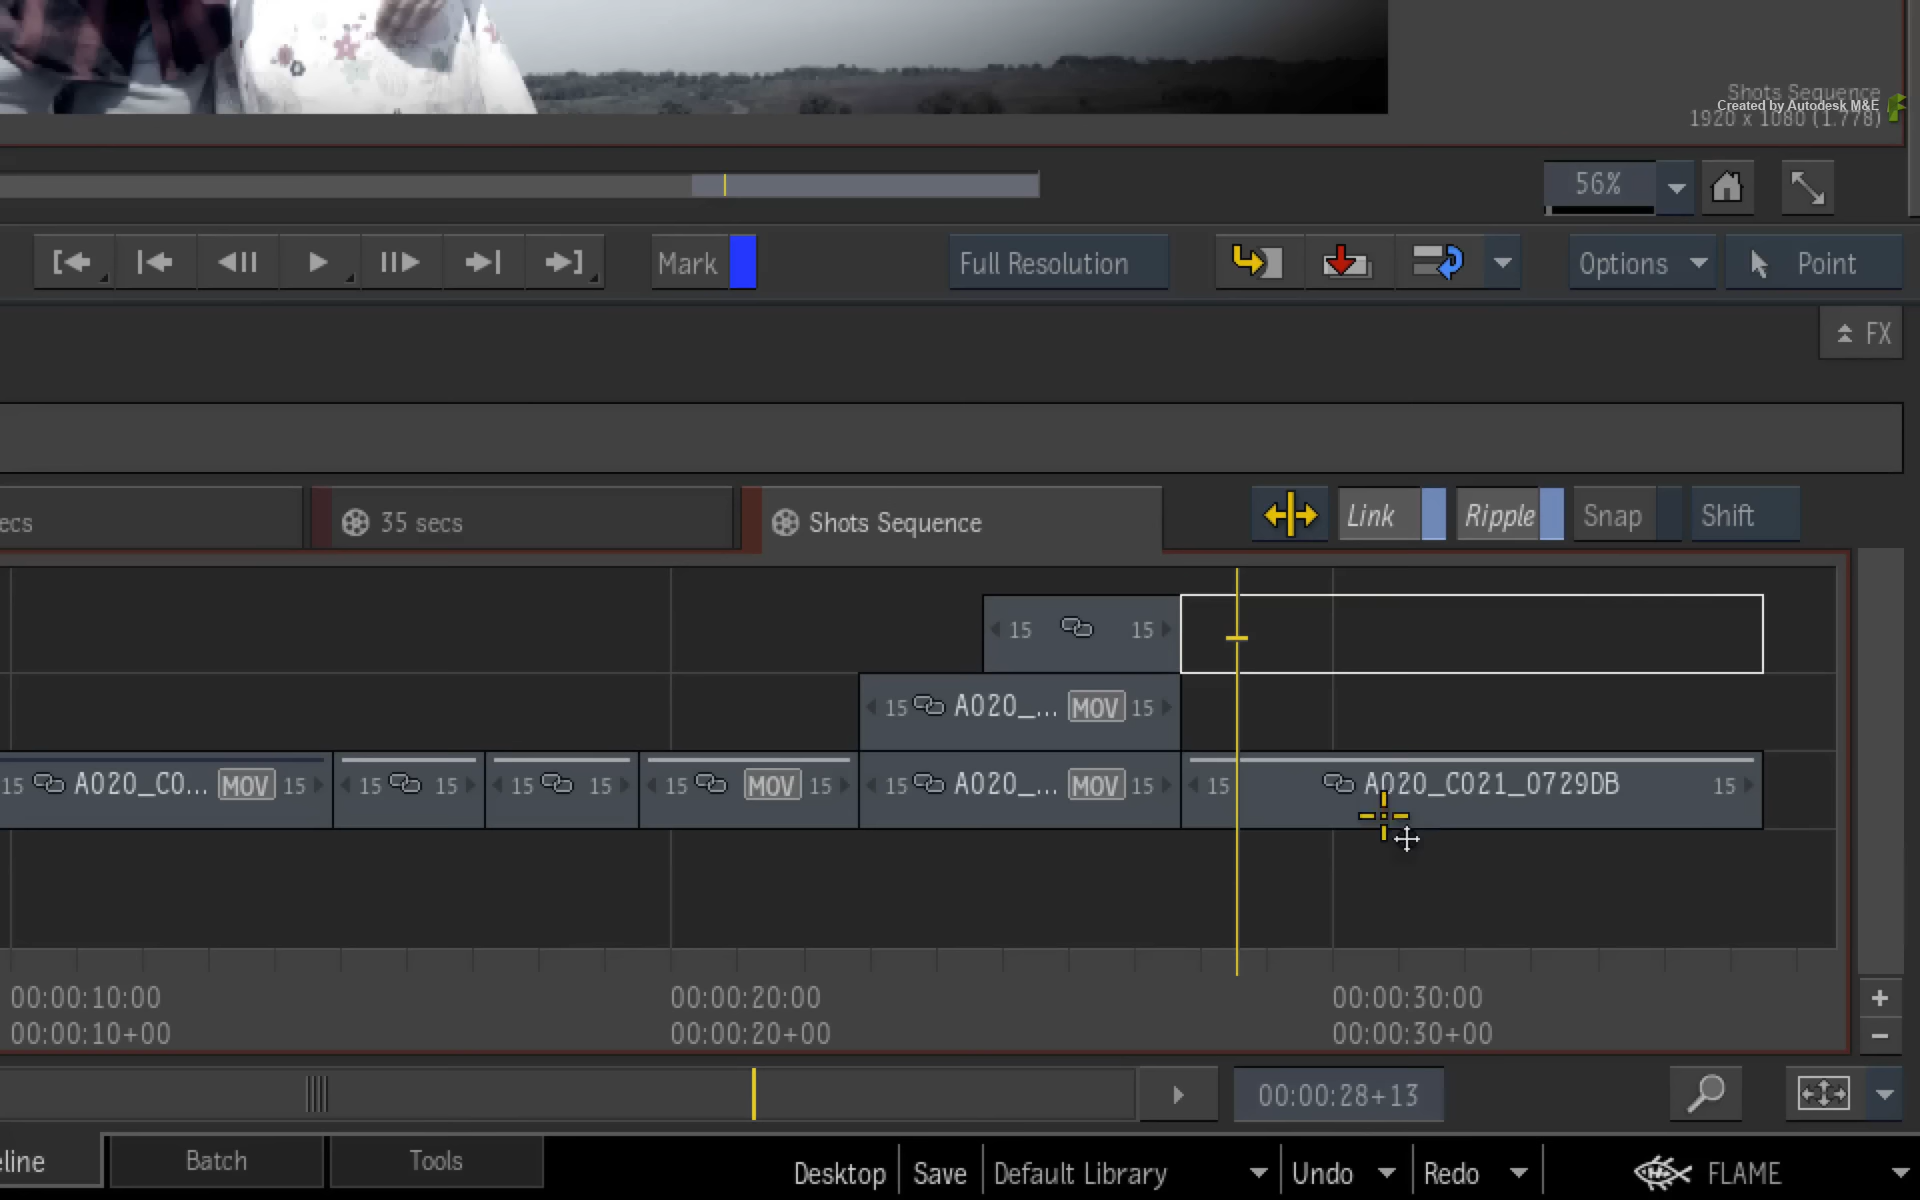 Shots Sequence
Created by Autodesk M&E
1920 x 1080 (1.778)
56%
Mark
Full Resolution
Options
Point
FX
ecs
35 secs
Shots Sequence
Link
Ripple
Snap
Shift
15
15
15 A020_... MOV 15
15 A020_C0... MOV 15
15 15
15 15
15 MOV 15
15 A020_... MOV 15
15 A020_C021_0729DB 15
00:00:10:00
00:00:20:00
00:00:30:00
00:00:10+00
00:00:20+00
00:00:30+00
00:00:28+13
eline
Batch
Tools
Desktop
Save
Default Library
Undo
Redo
FLAME